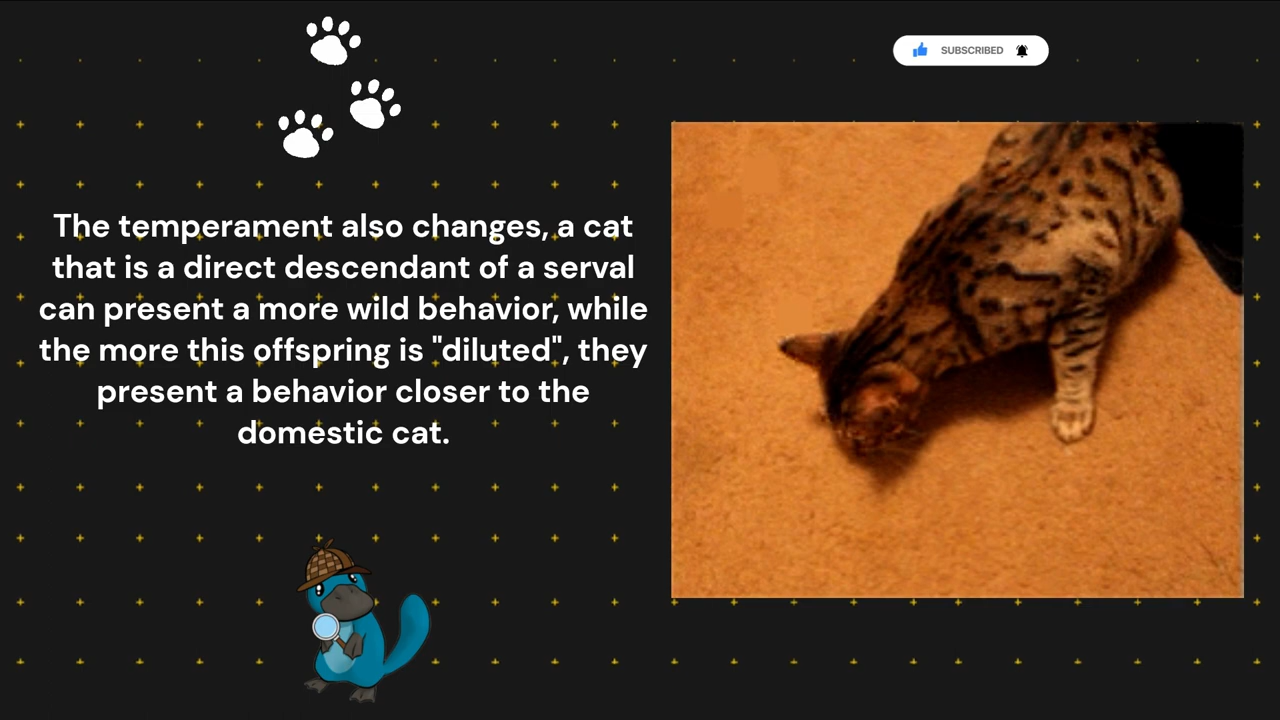 SUBSCRIBED
The temperament also changes, a cat
that is a direct descendant of a serval
can present a more wild behavior, while
the more this offspring is "diluted", they
present a behavior closer to the
domestic cat.